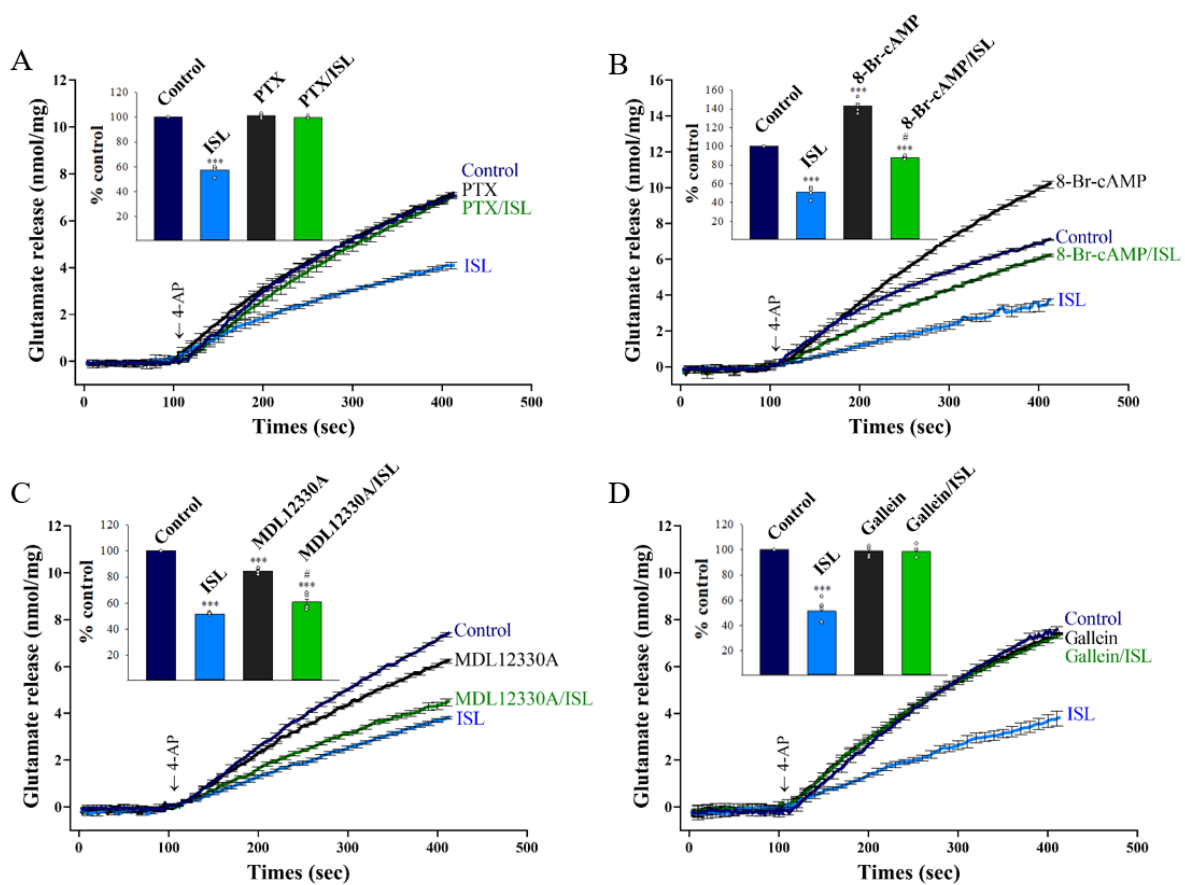 A
Glutamate release (nmol/mg)
12
10
8
6
4
2
0
% control
120
100
80
60
40
20
Control
ISL
PTX
PTX/ISL
***
Control
PTX
PTX/ISL
ISL
← 4-AP
0
100
200
300
400
500
Times (sec)
B
Glutamate release (nmol/mg)
16
14
12
10
8
6
4
2
0
% control
160
140
120
100
80
60
40
20
Control
ISL
8-Br-cAMP
8-Br-cAMP/ISL
***
***
#
***
8-Br-cAMP
Control
8-Br-cAMP/ISL
ISL
← 4-AP
0
100
200
300
400
500
Times (sec)
C
Glutamate release (nmol/mg)
12
10
8
6
4
2
0
% control
120
100
80
60
40
20
Control
ISL
MDL12330A
MDL12330A/ISL
***
***
#
***
Control
MDL12330A
MDL12330A/ISL
ISL
← 4-AP
0
100
200
300
400
500
Times (sec)
D
Glutamate release (nmol/mg)
12
10
8
6
4
2
0
% control
120
100
80
60
40
20
Control
ISL
Gallein
Gallein/ISL
***
Control
Gallein
Gallein/ISL
ISL
← 4-AP
0
100
200
300
400
500
Times (sec)